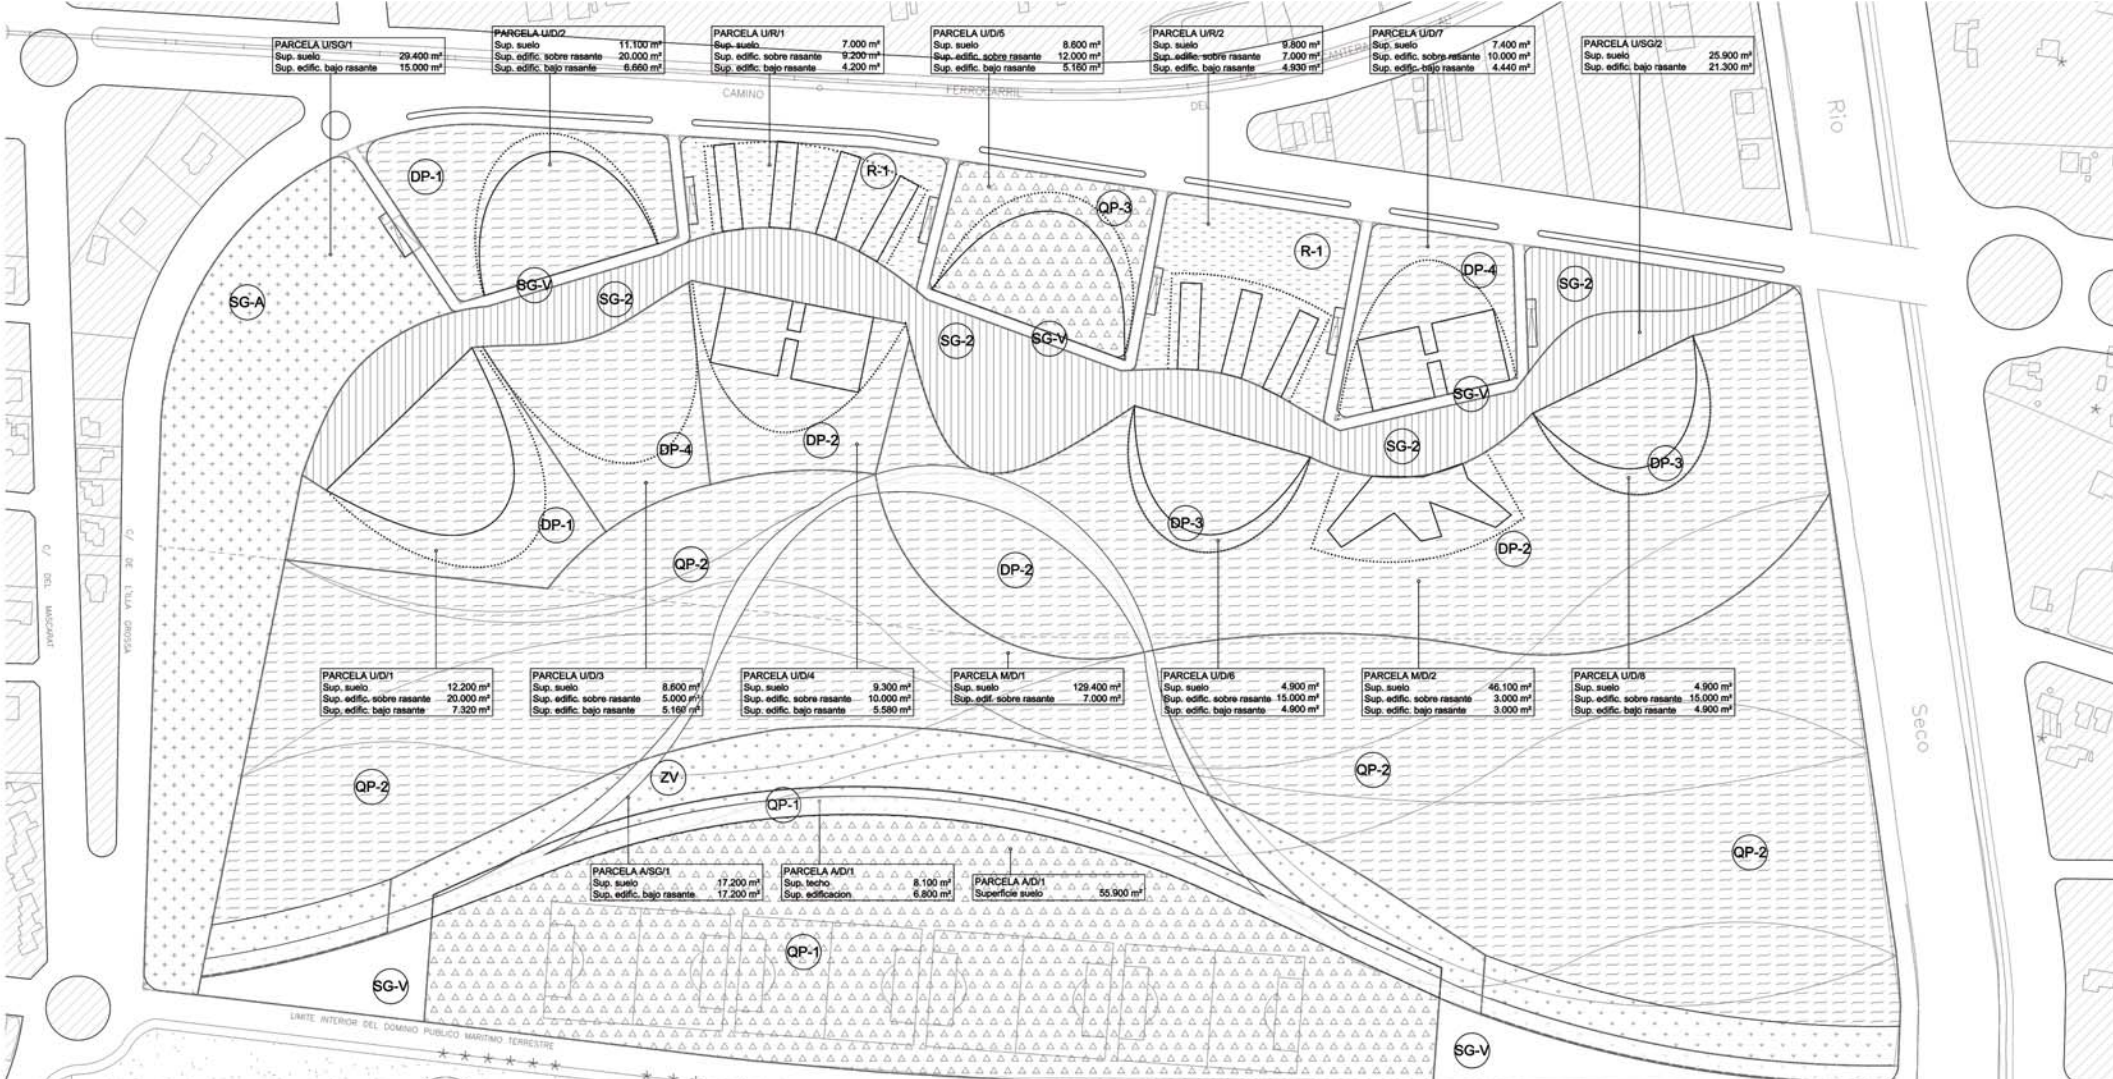 PARCELA U/SG/1
Sup. suelo 29.400 m²
Sup. edific. bajo rasante 15.000 m²
PARCELA U/D/2
Sup. suelo 11.100 m²
Sup. edific. sobre rasante 20.000 m²
Sup. edific. bajo rasante 6.660 m²
PARCELA U/R/1
Sup. suelo 7.000 m²
Sup. edific. sobre rasante 9.200 m²
Sup. edific. bajo rasante 4.200 m²
PARCELA U/D/5
Sup. suelo 8.600 m²
Sup. edific. sobre rasante 12.000 m²
Sup. edific. bajo rasante 5.160 m²
PARCELA U/R/2
Sup. suelo 9.800 m²
Sup. edific. sobre rasante 7.000 m²
Sup. edific. bajo rasante 4.930 m²
PARCELA U/D/7
Sup. suelo 7.400 m²
Sup. edific. sobre rasante 10.000 m²
Sup. edific. bajo rasante 4.440 m²
PARCELA U/SG/2
Sup. suelo 25.900 m²
Sup. edific. bajo rasante 21.300 m²
CAMINO
FERROCARRIL
DEL
Rio
DP-1
R-1
QP-3
R-1
DP-4
SG-2
SG-A
SG-V
SG-2
SG-2
SG-V
SG-V
DP-4
DP-2
SG-2
DP-3
DP-1
DP-3
DP-2
QP-2
DP-2
C/ DEL MASCARAT
C/ DE L'ILLA GROSSA
PARCELA U/D/1
Sup. suelo 12.200 m²
Sup. edific. sobre rasante 20.000 m²
Sup. edific. bajo rasante 7.320 m²
PARCELA U/D/3
Sup. suelo 8.600 m²
Sup. edific. sobre rasante 5.000 m²
Sup. edific. bajo rasante 5.160 m²
PARCELA U/D/4
Sup. suelo 9.300 m²
Sup. edific. sobre rasante 10.000 m²
Sup. edific. bajo rasante 5.580 m²
PARCELA M/D/1
Sup. suelo 129.400 m²
Sup. edif. sobre rasante 7.000 m²
PARCELA U/D/6
Sup. suelo 4.900 m²
Sup. edific. sobre rasante 15.000 m²
Sup. edific. bajo rasante 4.900 m²
PARCELA M/D/2
Sup. suelo 46.100 m²
Sup. edific. sobre rasante 3.000 m²
Sup. edific. bajo rasante 3.000 m²
PARCELA U/D/8
Sup. suelo 4.900 m²
Sup. edific. sobre rasante 15.000 m²
Sup. edific. bajo rasante 4.900 m²
Seco
QP-2
ZV
QP-1
QP-2
QP-2
PARCELA A/SG/1
Sup. suelo 17.200 m²
Sup. edific. bajo rasante 17.200 m²
PARCELA A/D/1
Sup. techo 8.100 m²
Sup. edificacion 6.800 m²
PARCELA A/D/1
Superficie suelo 55.900 m²
QP-1
SG-V
SG-V
LIMITE INTERIOR DEL DOMINIO PUBLICO MARITIMO TERRESTRE